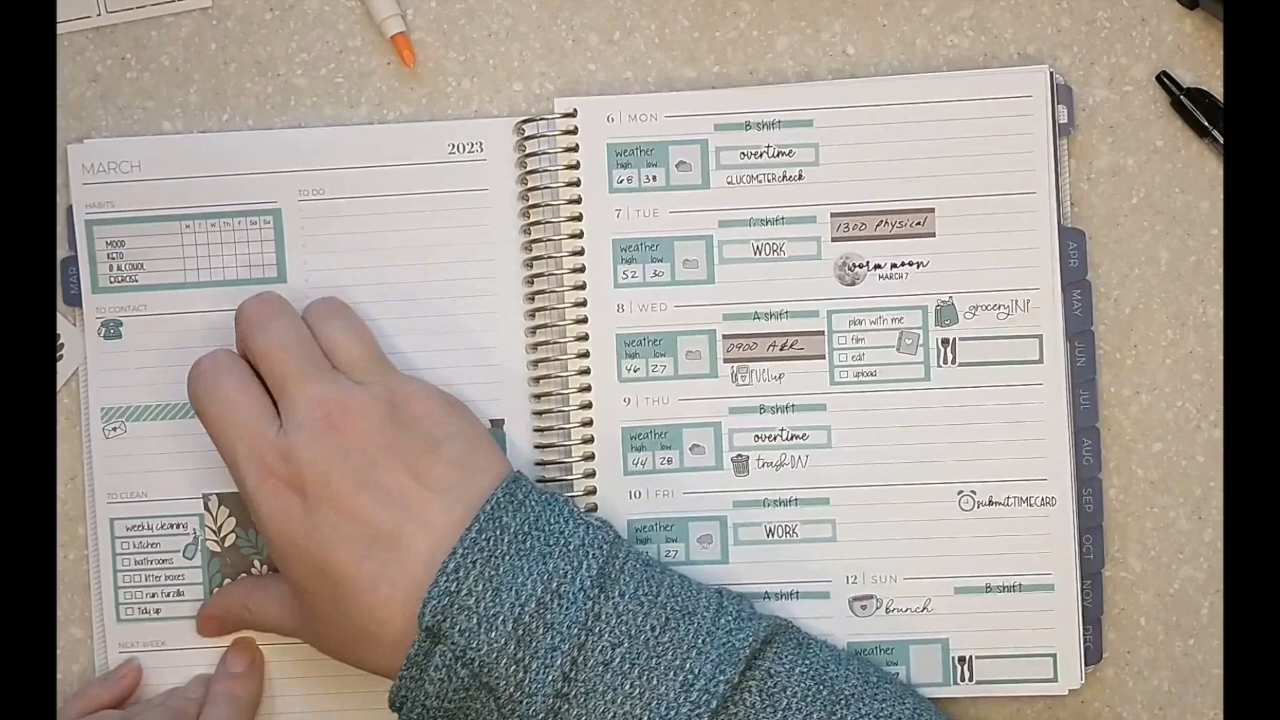 MARCH
2023
HABITS
M T W Th F Sa Su
MOOD
KETO
0 ALCOUOL
EXERCISE
TO DO
TO CONTACT
TO CLEAN
weekly cleaning
kitchen
bathrooms
litter boxes
run furzilla
tidy up
NEXT WEEK
6 | MON
B shift
weather
high low
68 38
overtime
GLUCOMETER check
7 | TUE
C shift
weather
high low
52 30
WORK
1300 Physical
worm moon
MARCH 7
8 | WED
A shift
weather
high low
46 27
0900 A&R
FUELup
plan with me
film
edit
upload
groceryTRIP
9 | THU
B shift
weather
high low
44 28
overtime
trashDAY
10 | FRI
C shift
weather
high low
27
WORK
submitTIMECARD
A shift
12 | SUN
B shift
brunch
weather
low
MAR
APR
MAY
JUN
JUL
AUG
SEP
OCT
NOV
DEC